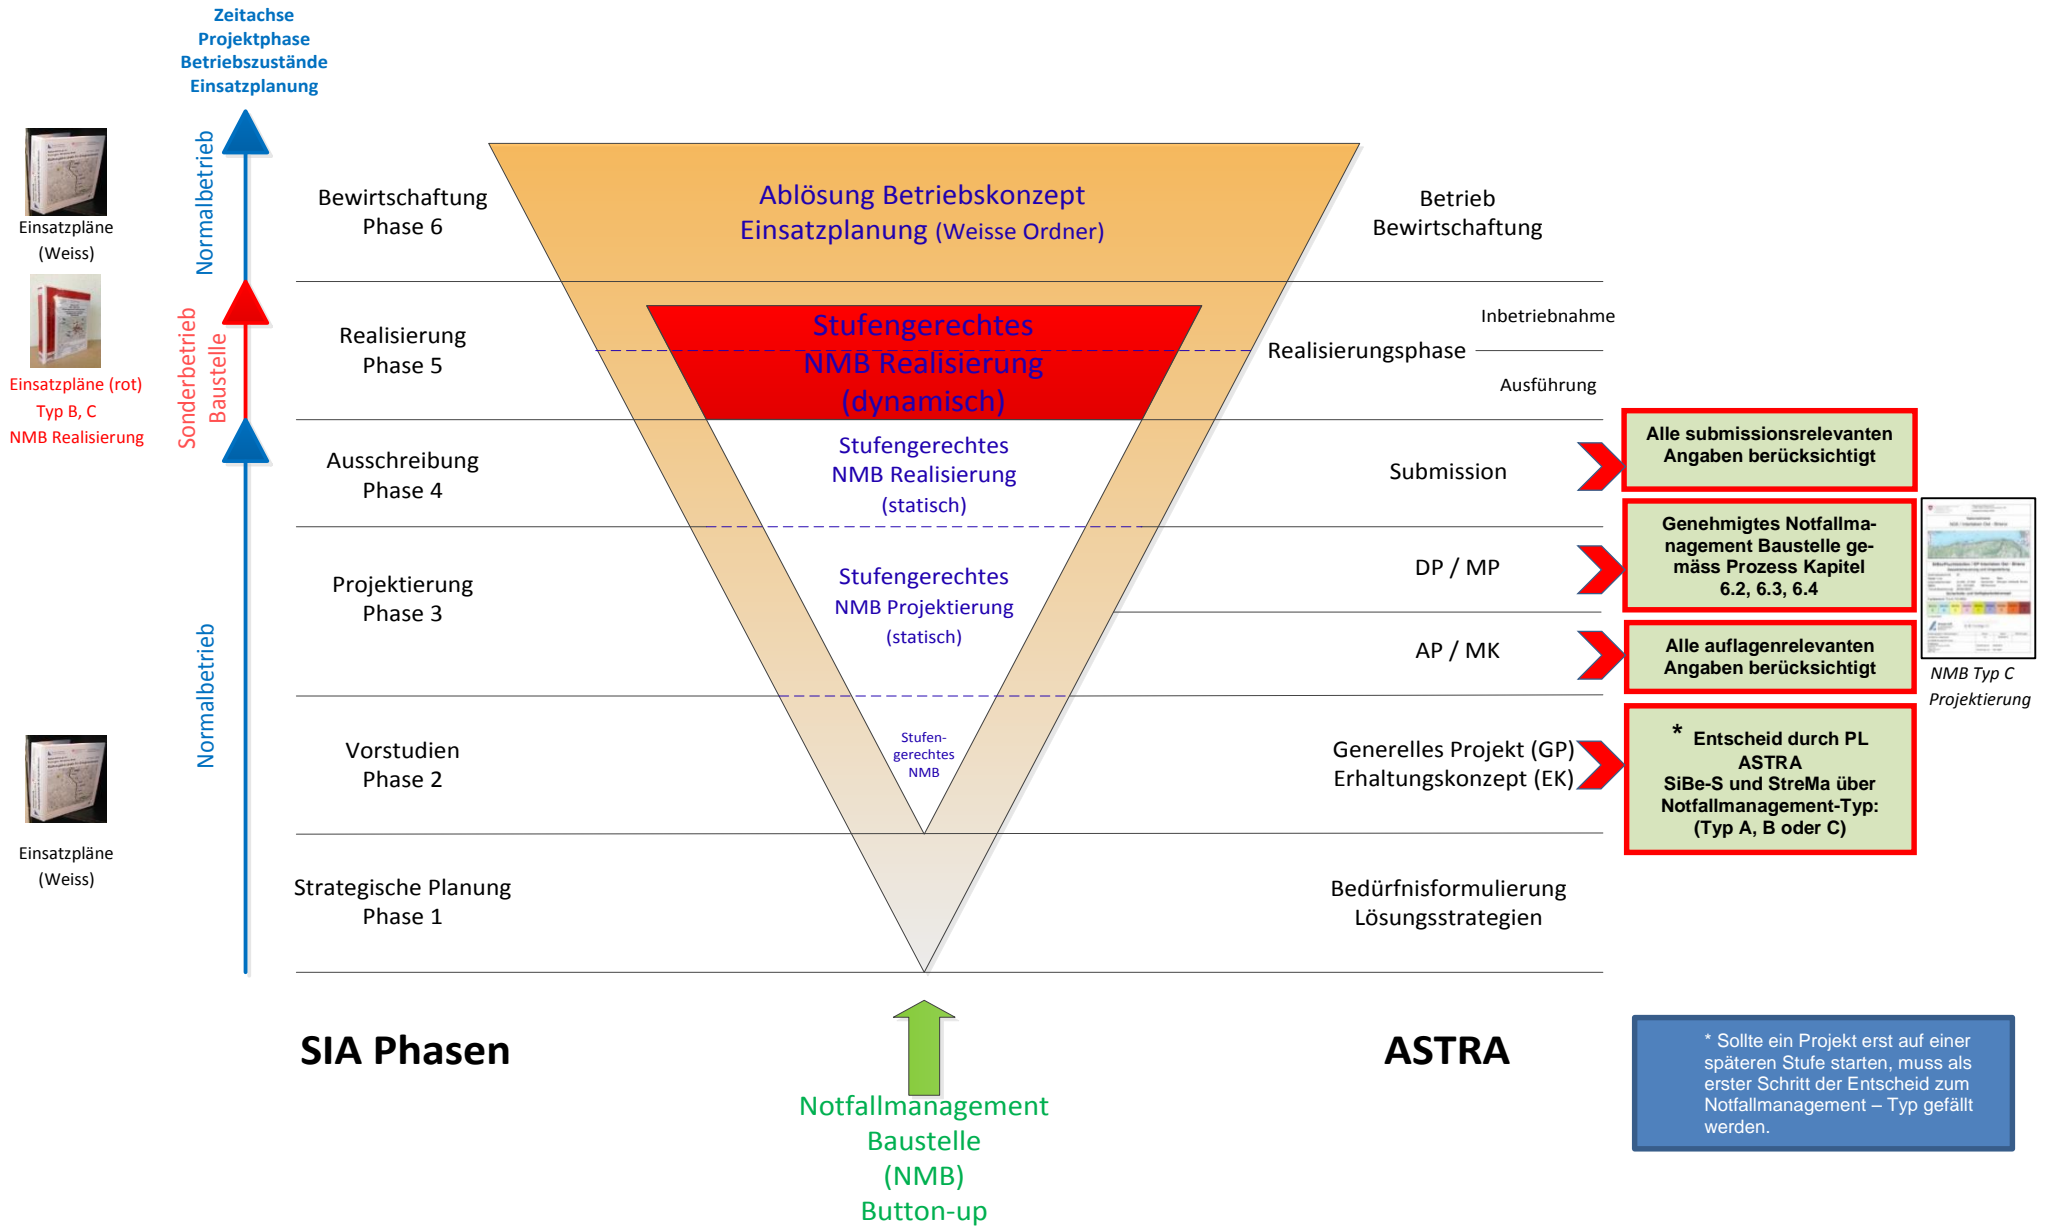 Zeitachse
Projektphase
Betriebszustände
Einsatzplanung
Normalbetrieb
Einsatzpläne
(Weiss)
Sonderbetrieb
Baustelle
Einsatzpläne (rot)
Typ B, C
NMB Realisierung
Normalbetrieb
Einsatzpläne
(Weiss)
Bewirtschaftung
Phase 6
Ablösung Betriebskonzept
Einsatzplanung (Weisse Ordner)
Betrieb
Bewirtschaftung
Realisierung
Phase 5
Stufengerechtes
NMB Realisierung
(dynamisch)
Realisierungsphase
Inbetriebnahme
Ausführung
Ausschreibung
Phase 4
Stufengerechtes
NMB Realisierung
(statisch)
Submission
Alle submissionsrelevanten
Angaben berücksichtigt
Projektierung
Phase 3
Stufengerechtes
NMB Projektierung
(statisch)
DP / MP
Genehmigtes Notfallma-
nagement Baustelle ge-
mäss Prozess Kapitel
6.2, 6.3, 6.4
AP / MK
Alle auflagenrelevanten
Angaben berücksichtigt
NMB Typ C
Projektierung
Vorstudien
Phase 2
Stufen-
gerechtes
NMB
Generelles Projekt (GP)
Erhaltungskonzept (EK)
* Entscheid durch PL
ASTRA
SiBe-S und StreMa über
Notfallmanagement-Typ:
(Typ A, B oder C)
Strategische Planung
Phase 1
Bedürfnisformulierung
Lösungsstrategien
SIA Phasen
ASTRA
Notfallmanagement
Baustelle
(NMB)
Button-up
* Sollte ein Projekt erst auf einer
späteren Stufe starten, muss als
erster Schritt der Entscheid zum
Notfallmanagement – Typ gefällt
werden.